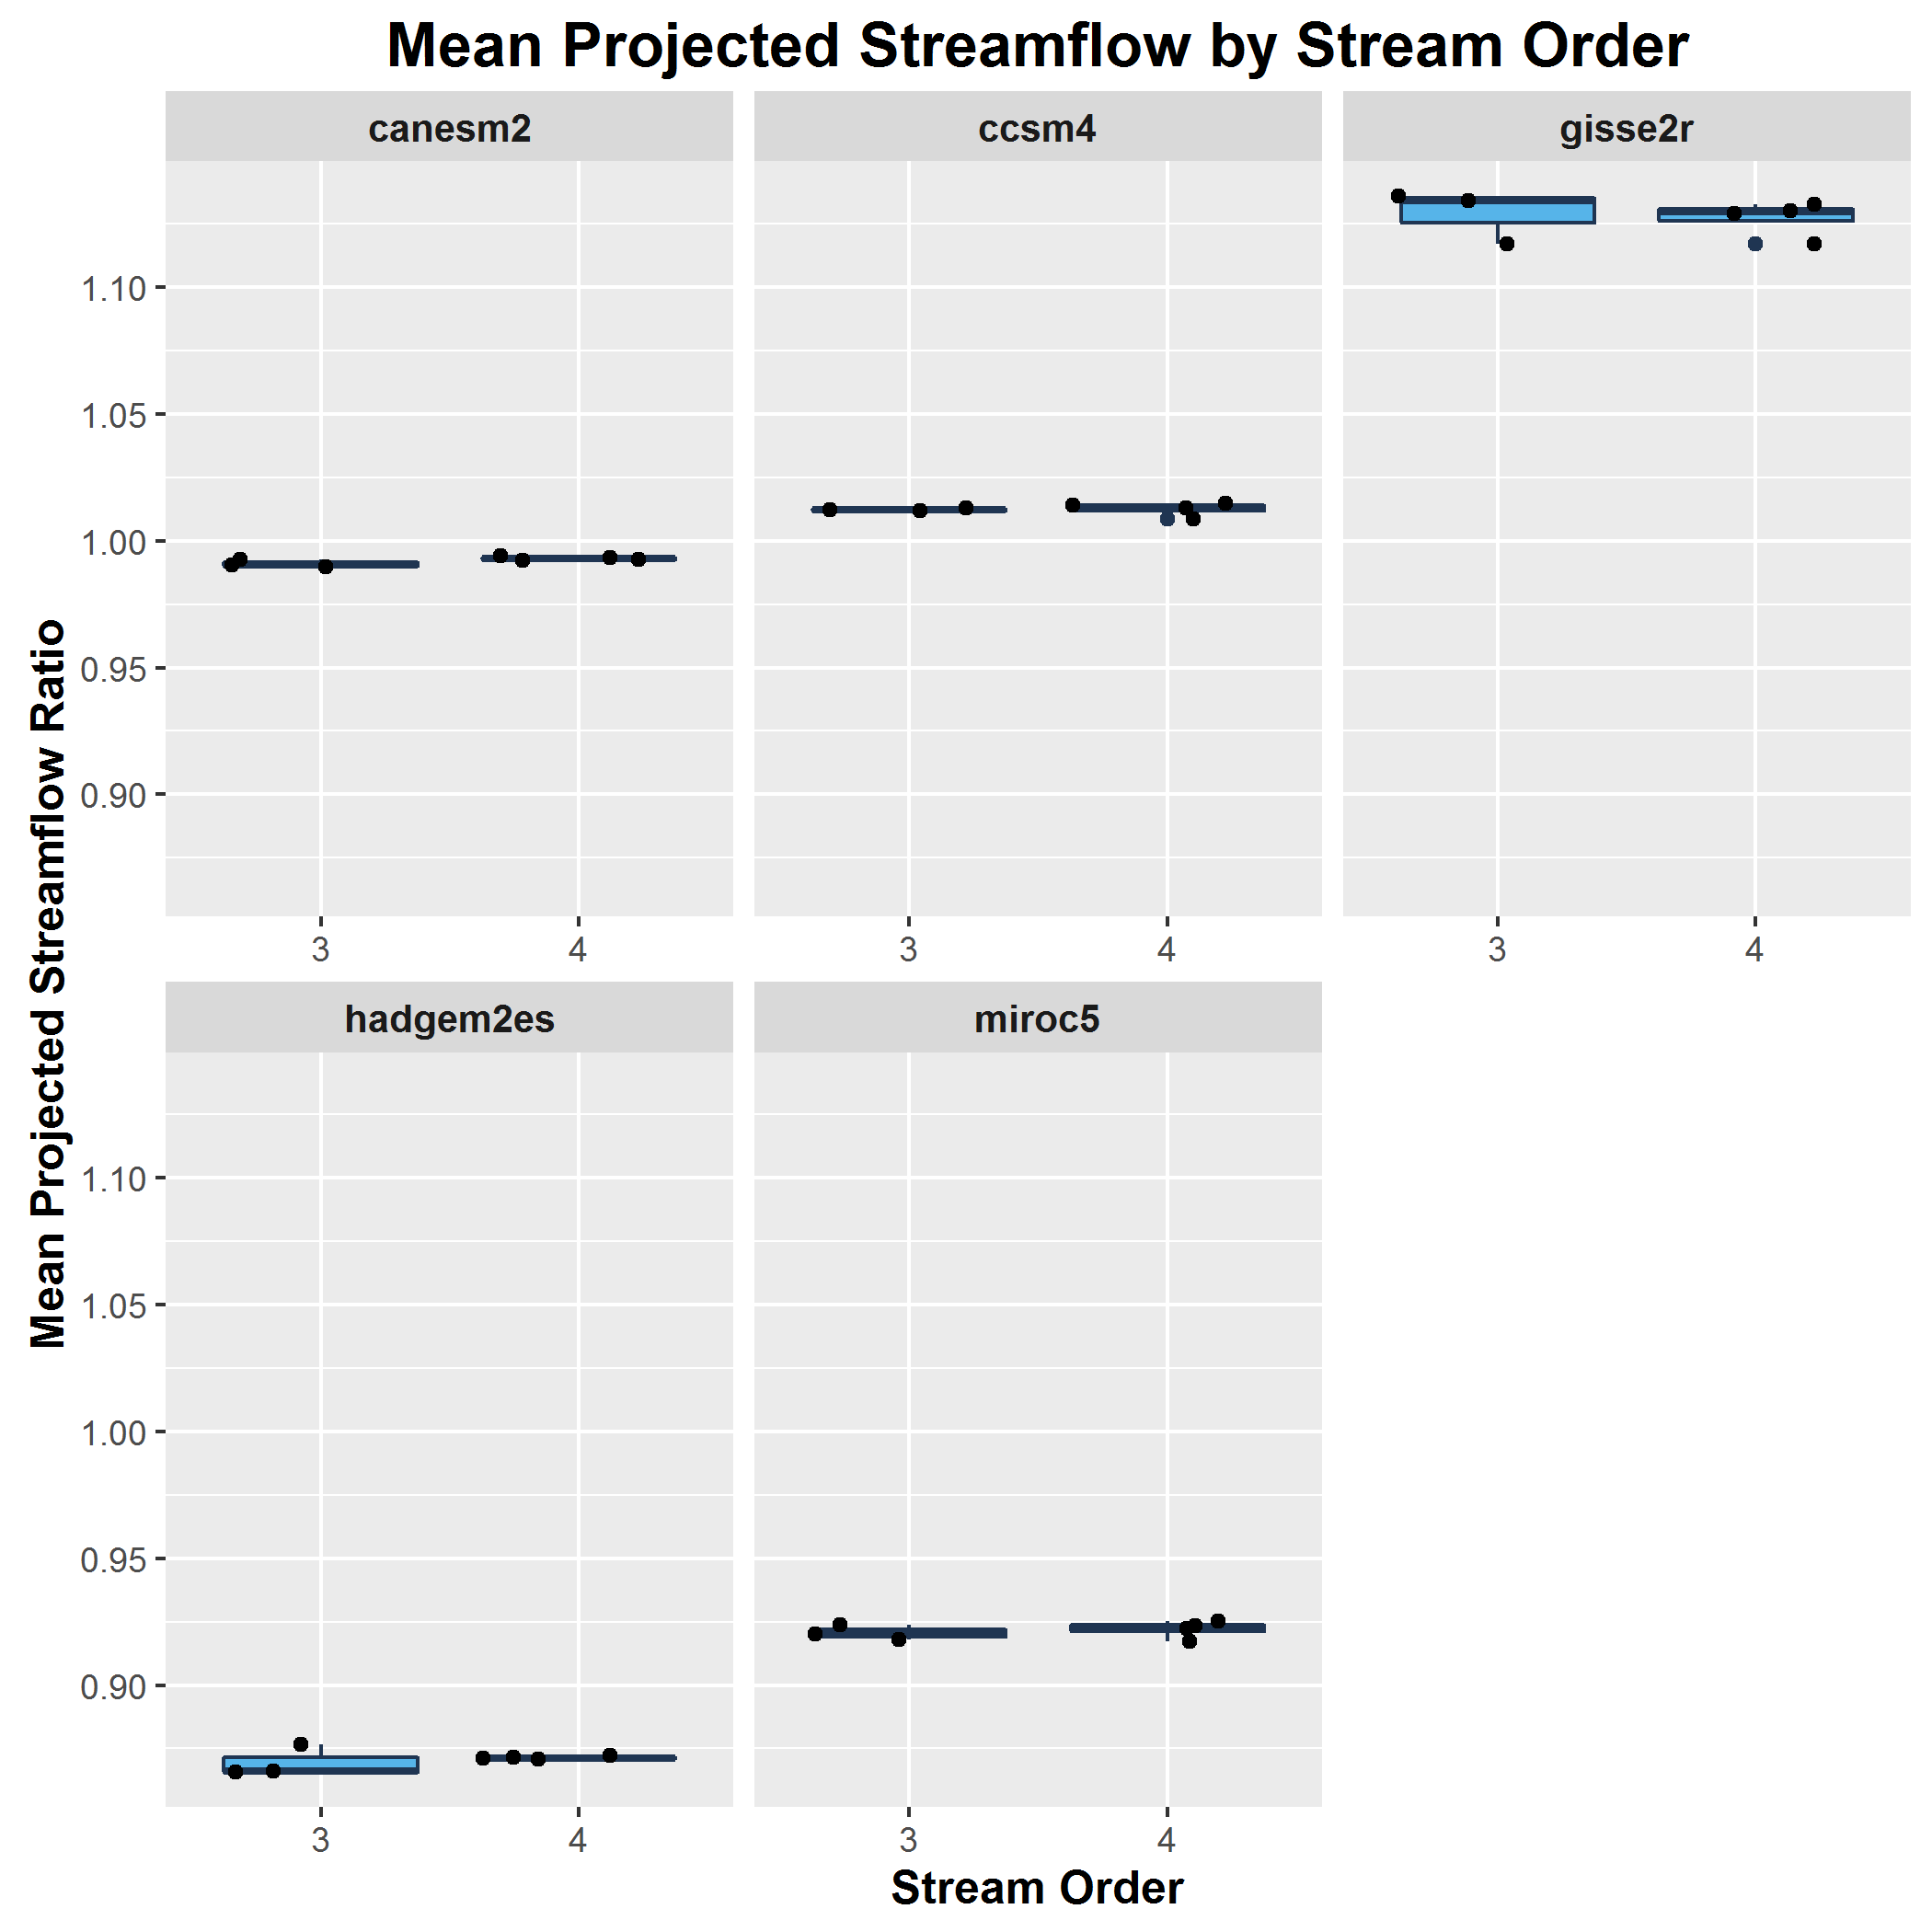 Mean Projected Streamflow by Stream Order
canesm2
ccsm4
gisse2r
1.10
1.05
1.00
0.95
0.90
3
4
3
4
3
4
Mean Projected Streamflow Ratio
hadgem2es
miroc5
1.10
1.05
1.00
0.95
0.90
3
4
3
4
Stream Order